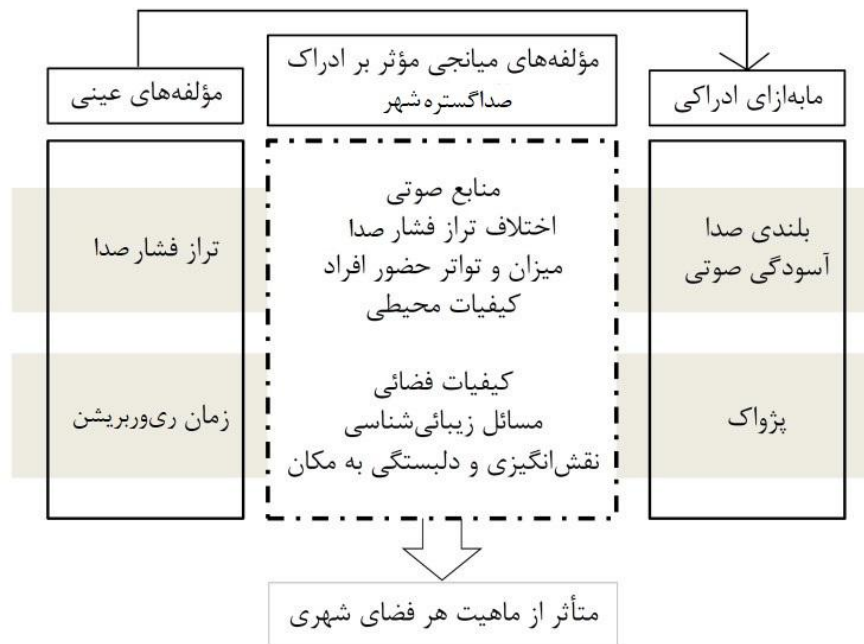 مؤلفه‌های عینی
مؤلفه‌های میانجی مؤثر بر ادراک
صداگستره شهر
مابه‌ازای ادراکی
منابع صوتی
اختلاف تراز فشار صدا
میزان و تواتر حضور افراد
کیفیات محیطی
تراز فشار صدا
بلندی صدا
آسودگی صوتی
کیفیات فضائی
مسائل زیبائی‌شناسی
نقش‌انگیزی و دلبستگی به مکان
زمان ری‌وربریشن
پژواک
متأثر از ماهیت هر فضای شهری